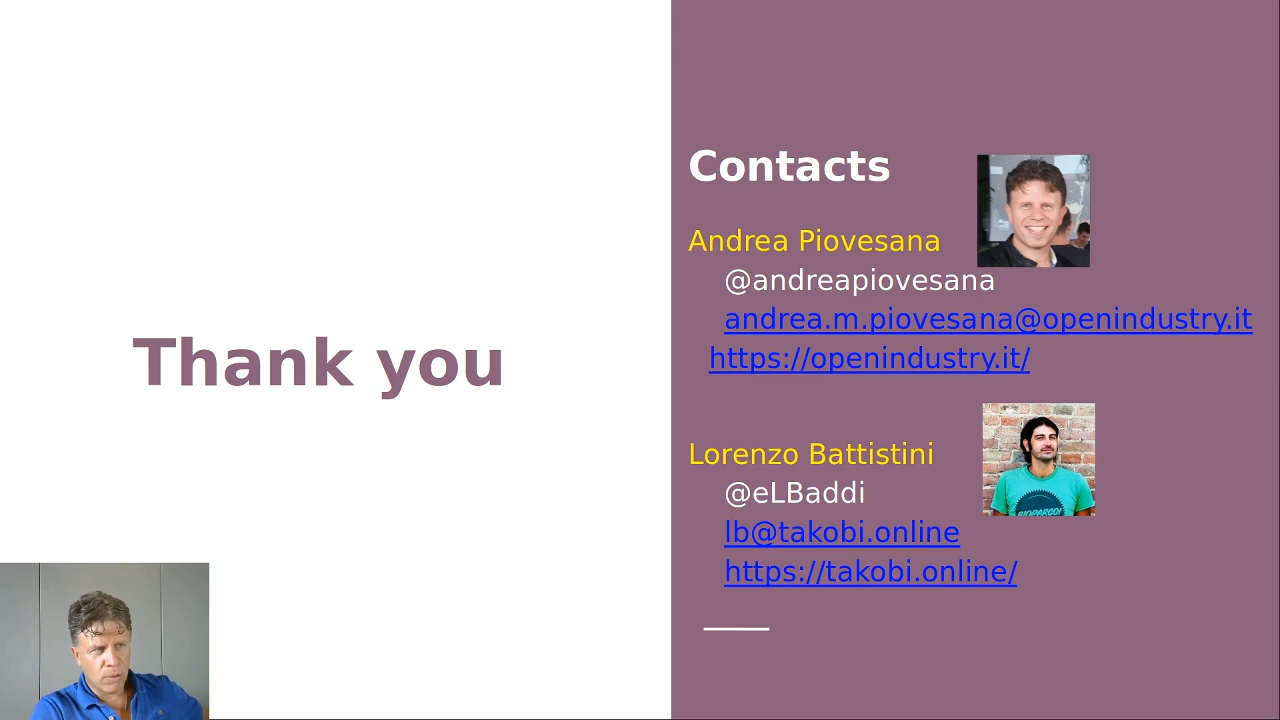 Thank you
Contacts
Andrea Piovesana
@andreapiovesana
andrea.m.piovesana@openindustry.it
https://openindustry.it/
Lorenzo Battistini
@eLBaddi
lb@takobi.online
https://takobi.online/
BIOPARCO!